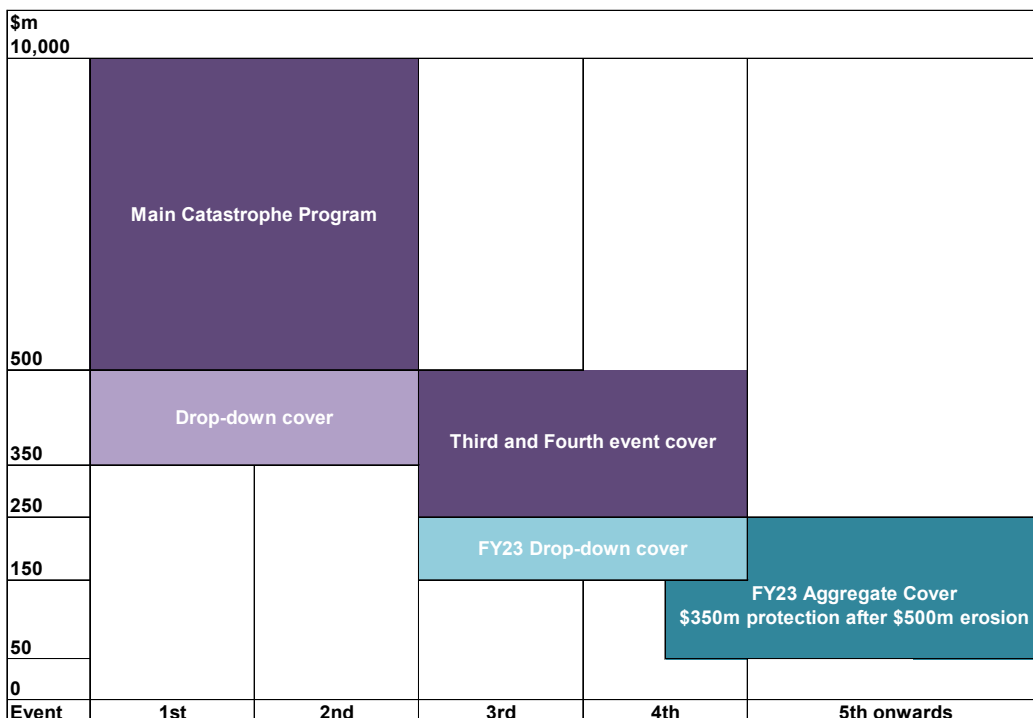 $m
10,000
Main Catastrophe Program
500
Drop-down cover
350
Third and Fourth event cover
250
FY23 Drop-down cover
150
FY23 Aggregate Cover
$350m protection after $500m erosion
50
0
Event 1st 2nd 3rd 4th 5th onwards